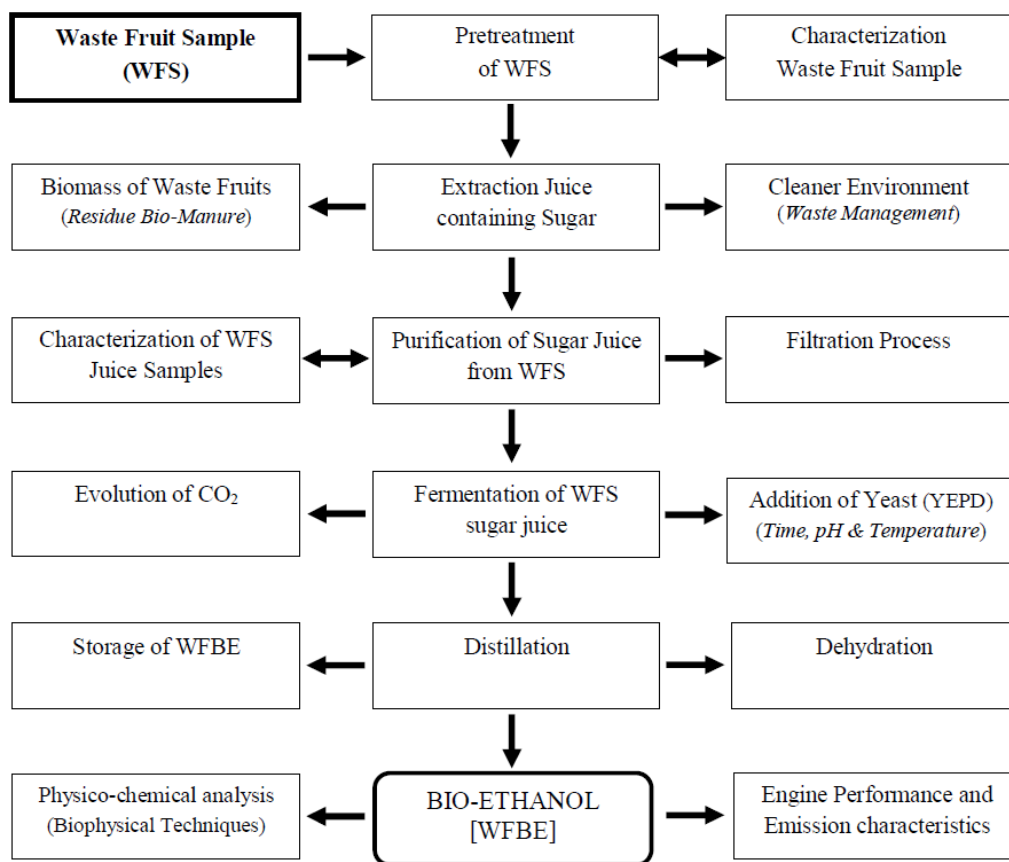 Waste Fruit Sample
(WFS)
Pretreatment
of WFS
Characterization
Waste Fruit Sample
Biomass of Waste Fruits
(Residue Bio-Manure)
Extraction Juice
containing Sugar
Cleaner Environment
(Waste Management)
Characterization of WFS
Juice Samples
Purification of Sugar Juice
from WFS
Filtration Process
Evolution of CO₂
Fermentation of WFS
sugar juice
Addition of Yeast (YEPD)
(Time, pH & Temperature)
Storage of WFBE
Distillation
Dehydration
Physico-chemical analysis
(Biophysical Techniques)
BIO-ETHANOL
[WFBE]
Engine Performance and
Emission characteristics